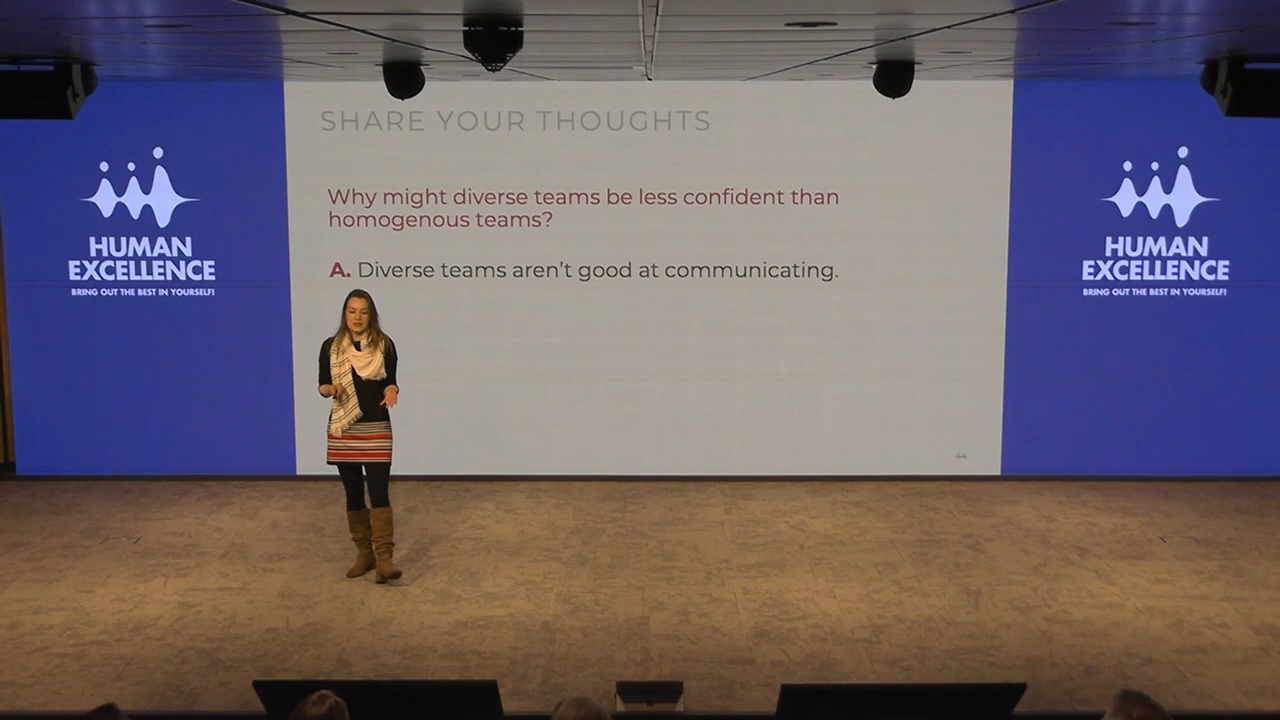 SHARE YOUR THOUGHTS
Why might diverse teams be less confident than
homogenous teams?
A. Diverse teams aren't good at communicating.
44
HUMAN
EXCELLENCE
BRING OUT THE BEST IN YOURSELF!
HUMAN
EXCELLENCE
BRING OUT THE BEST IN YOURSELF!